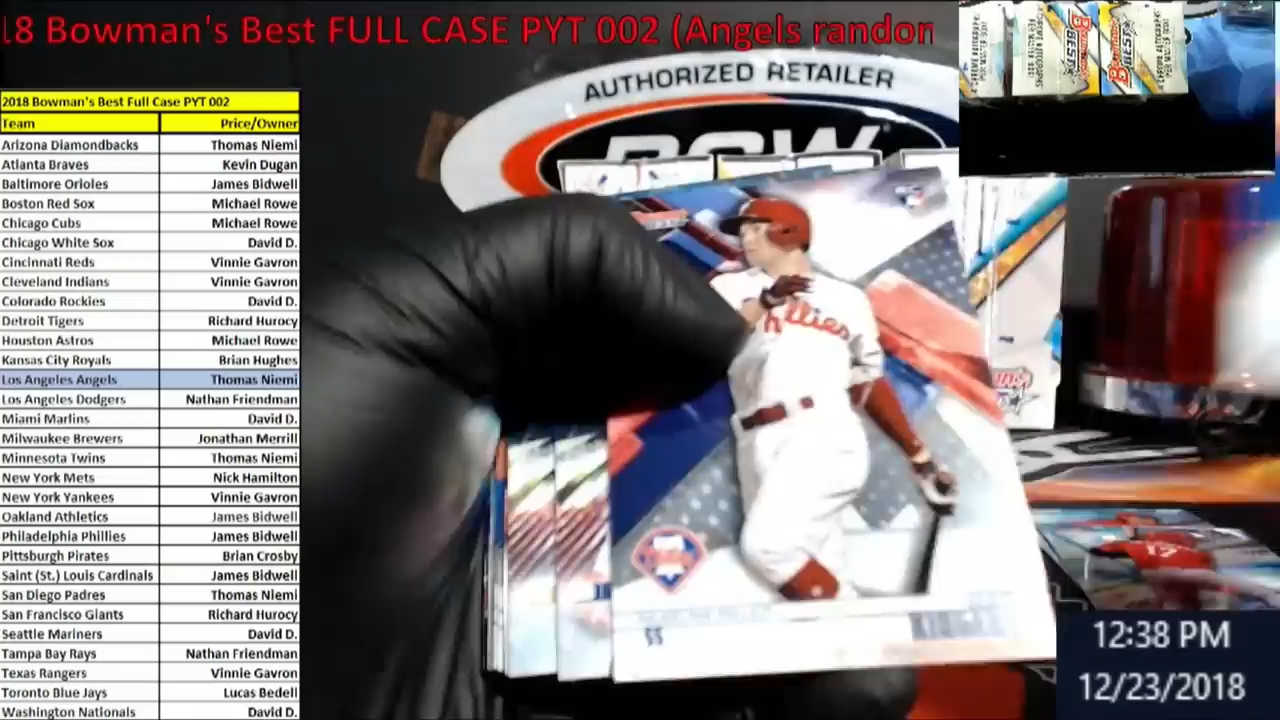 18 Bowman's Best FULL CASE PYT 002 (Angels randon
2018 Bowman's Best Full Case PYT 002
Team Price/Owner
Arizona Diamondbacks Thomas Niemi
Atlanta Braves Kevin Dugan
Baltimore Orioles James Bidwell
Boston Red Sox Michael Rowe
Chicago Cubs Michael Rowe
Chicago White Sox David D.
Cincinnati Reds Vinnie Gavron
Cleveland Indians Vinnie Gavron
Colorado Rockies David D.
Detroit Tigers Richard Hurocy
Houston Astros Michael Rowe
Kansas City Royals Brian Hughes
Los Angeles Angels Thomas Niemi
Los Angeles Dodgers Nathan Friendman
Miami Marlins David D.
Milwaukee Brewers Jonathan Merrill
Minnesota Twins Thomas Niemi
New York Mets Nick Hamilton
New York Yankees Vinnie Gavron
Oakland Athletics James Bidwell
Philadelphia Phillies James Bidwell
Pittsburgh Pirates Brian Crosby
Saint (St.) Louis Cardinals James Bidwell
San Diego Padres Thomas Niemi
San Francisco Giants Richard Hurocy
Seattle Mariners David D.
Tampa Bay Rays Nathan Friendman
Texas Rangers Vinnie Gavron
Toronto Blue Jays Lucas Bedell
Washington Nationals David D.
AUTHORIZED RETAILER
BEST
BEST
Phillies
SS
17
12:38 PM
12/23/2018